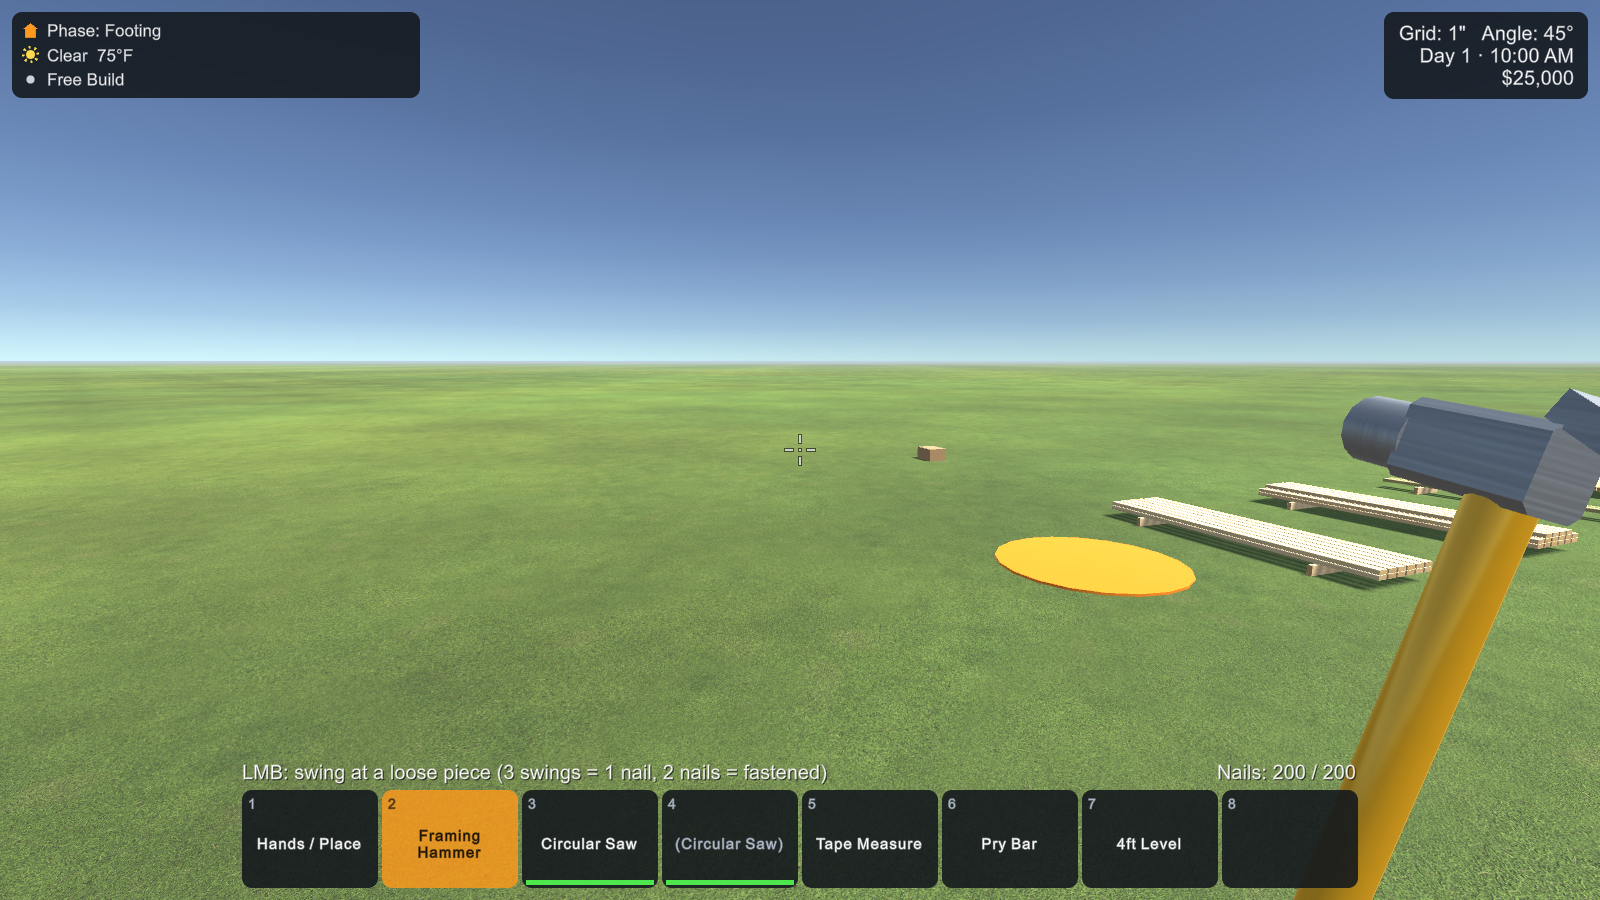 Phase: Footing
Clear 75°F
Free Build
Grid: 1" Angle: 45°
Day 1 · 10:00 AM
$25,000
LMB: swing at a loose piece (3 swings = 1 nail, 2 nails = fastened)
Nails: 200 / 200
1
Hands / Place
2
Framing
Hammer
3
Circular Saw
4
(Circular Saw)
5
Tape Measure
6
Pry Bar
7
4ft Level
8